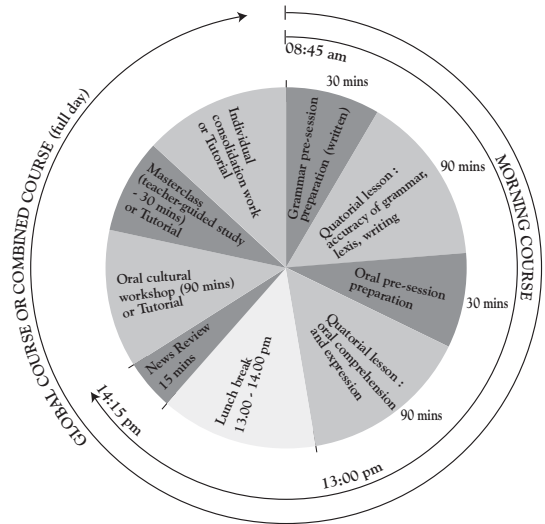 08:45 am
30 mins
Grammar pre-session
preparation (written)
90 mins
Quatorial lesson :
accuracy of grammar,
lexis, writing
MORNING COURSE
Oral pre-session
preparation
30 mins
Quatorial lesson :
oral comprehension
and expression
90 mins
13:00 pm
Lunch break
13.00 - 14.00 pm
14:15 pm
News Review
15 mins
Oral cultural
workshop (90 mins)
or Tutorial
Masterclass
(teacher-guided study
- 30 mins)
or Tutorial
Individual
consolidation work
or Tutorial
GLOBAL COURSE OR COMBINED COURSE (full day)